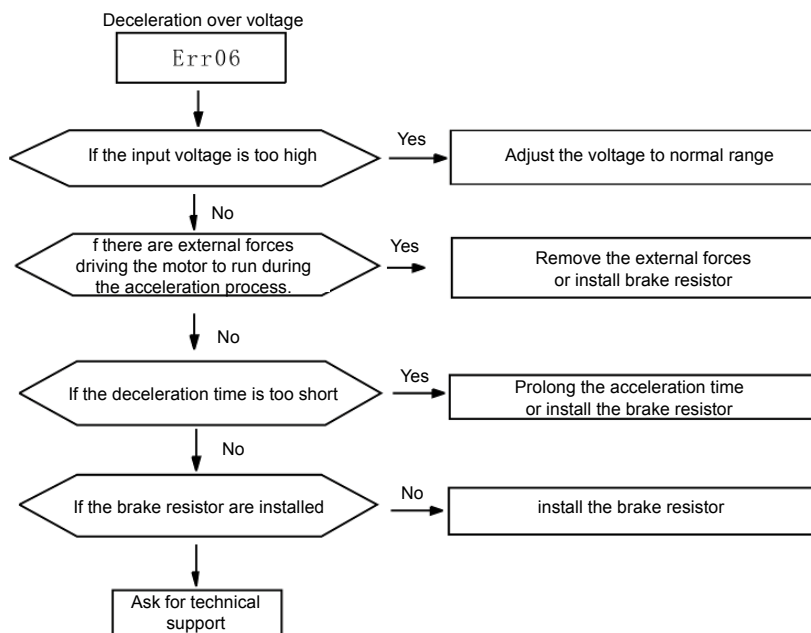 Deceleration over voltage
Err06
If the input voltage is too high
Yes
Adjust the voltage to normal range
No
f there are external forces
driving the motor to run during
the acceleration process.
Yes
Remove the external forces
or install brake resistor
No
If the deceleration time is too short
Yes
Prolong the acceleration time
or install the brake resistor
No
If the brake resistor are installed
No
install the brake resistor
Ask for technical
support